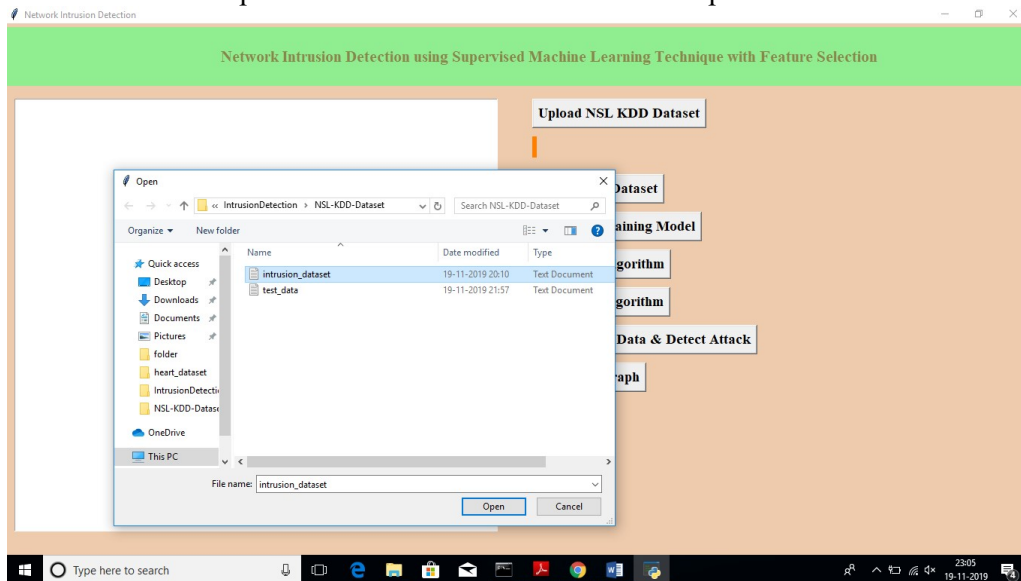 Network Intrusion Detection
Network Intrusion Detection using Supervised Machine Learning Technique with Feature Selection
Upload NSL KDD Dataset
Open
« IntrusionDetection › NSL-KDD-Dataset
Search NSL-KDD-Dataset
Organize
New folder
Name
Date modified
Type
Quick access
Desktop
Downloads
Documents
Pictures
folder
heart_dataset
IntrusionDetecti
NSL-KDD-Datase
OneDrive
This PC
intrusion_dataset
19-11-2019 20:10
Text Document
test_data
19-11-2019 21:57
Text Document
File name:
intrusion_dataset
Open
Cancel
Dataset
aining Model
gorithm
gorithm
Data & Detect Attack
raph
Type here to search
23:05
19-11-2019
4